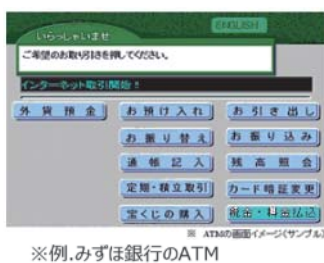 ENGLISH
いらっしゃいませ
ご希望のお取り引きを押してください。
インターネット取引開始！
外貨預金 お預け入れ お引き出し
お振り替え お振り込み
通帳記入 残高照会
定期・積立取引 カード暗証変更
宝くじの購入 税金・料金払込
※ ATMの画面イメージ(サンプル)
※例.みずほ銀行のATM